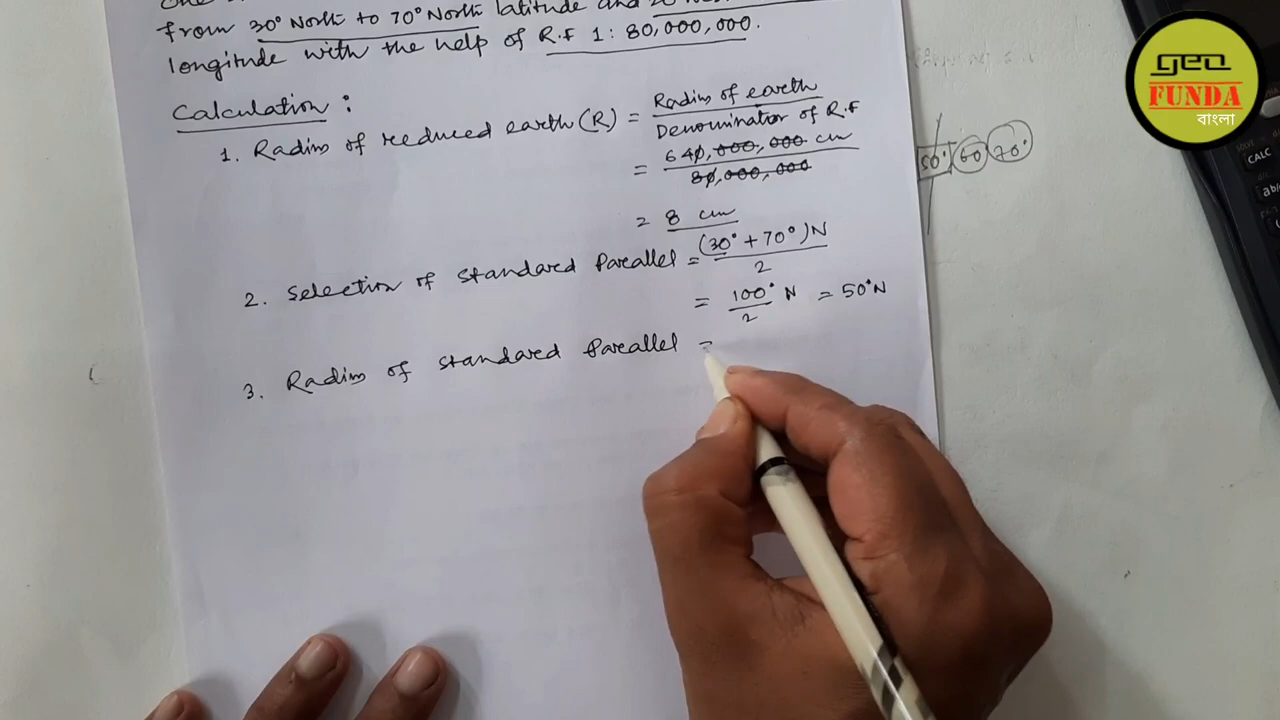 from 30° North to 70° North latitude and
longitude with the help of R.F 1: 80,000,000.
Calculation :
1. Radius of reduced earth (R) = Radius of earth
Denominator of R.F
= 640,000,000 cm
80,000,000
= 8 cm
2. Selection of Standard Parallel = (30° + 70°)N
2
= 100° N = 50°N
2
3. Radius of Standard Parallel =
50° 60 70°
geo
FUNDA
বাংলা
CALC